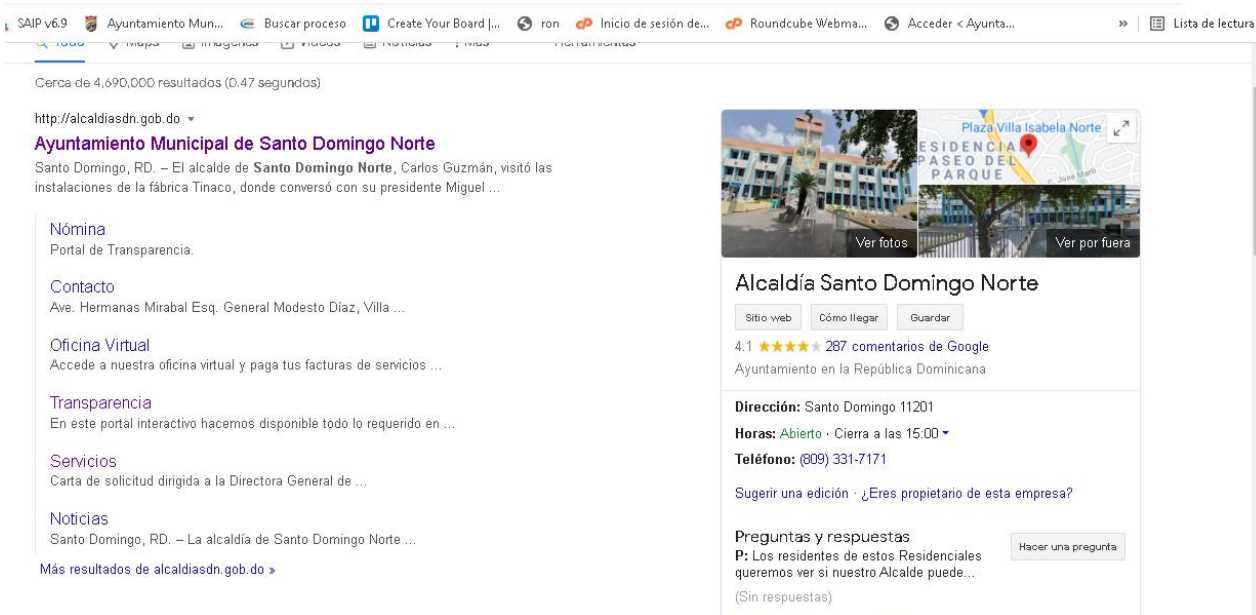 SAIP v6.9 Ayuntamiento Mun... Buscar proceso Create Your Board |... ron Inicio de sesión de... Roundcube Webma... Acceder < Ayunta... » Lista de lectura
Todo Maps Imágenes Videos Noticias Más Herramientas
Cerca de 4,690,000 resultados (0.47 segundos)
http://alcaldiasdn.gob.do
Ayuntamiento Municipal de Santo Domingo Norte
Santo Domingo, RD. – El alcalde de Santo Domingo Norte, Carlos Guzmán, visitó las
instalaciones de la fábrica Tinaco, donde conversó con su presidente Miguel ...
Nómina
Portal de Transparencia.
Contacto
Ave. Hermanas Mirabal Esq. General Modesto Díaz, Villa ...
Oficina Virtual
Accede a nuestra oficina virtual y paga tus facturas de servicios ...
Transparencia
En este portal interactivo hacemos disponible todo lo requerido en ...
Servicios
Carta de solicitud dirigida a la Directora General de ...
Noticias
Santo Domingo, RD. – La alcaldía de Santo Domingo Norte ...
Más resultados de alcaldiasdn.gob.do »
Plaza Villa Isabela Norte
RESIDENCIAL
PASEO DEL
PARQUE
C. Jose Marti
Ver fotos
Ver por fuera
Alcaldía Santo Domingo Norte
Sitio web Cómo llegar Guardar
4.1 287 comentarios de Google
Ayuntamiento en la República Dominicana
Dirección: Santo Domingo 11201
Horas: Abierto · Cierra a las 15:00
Teléfono: (809) 331-7171
Sugerir una edición · ¿Eres propietario de esta empresa?
Preguntas y respuestas
Hacer una pregunta
P: Los residentes de estos Residenciales
queremos ver si nuestro Alcalde puede...
(Sin respuestas)